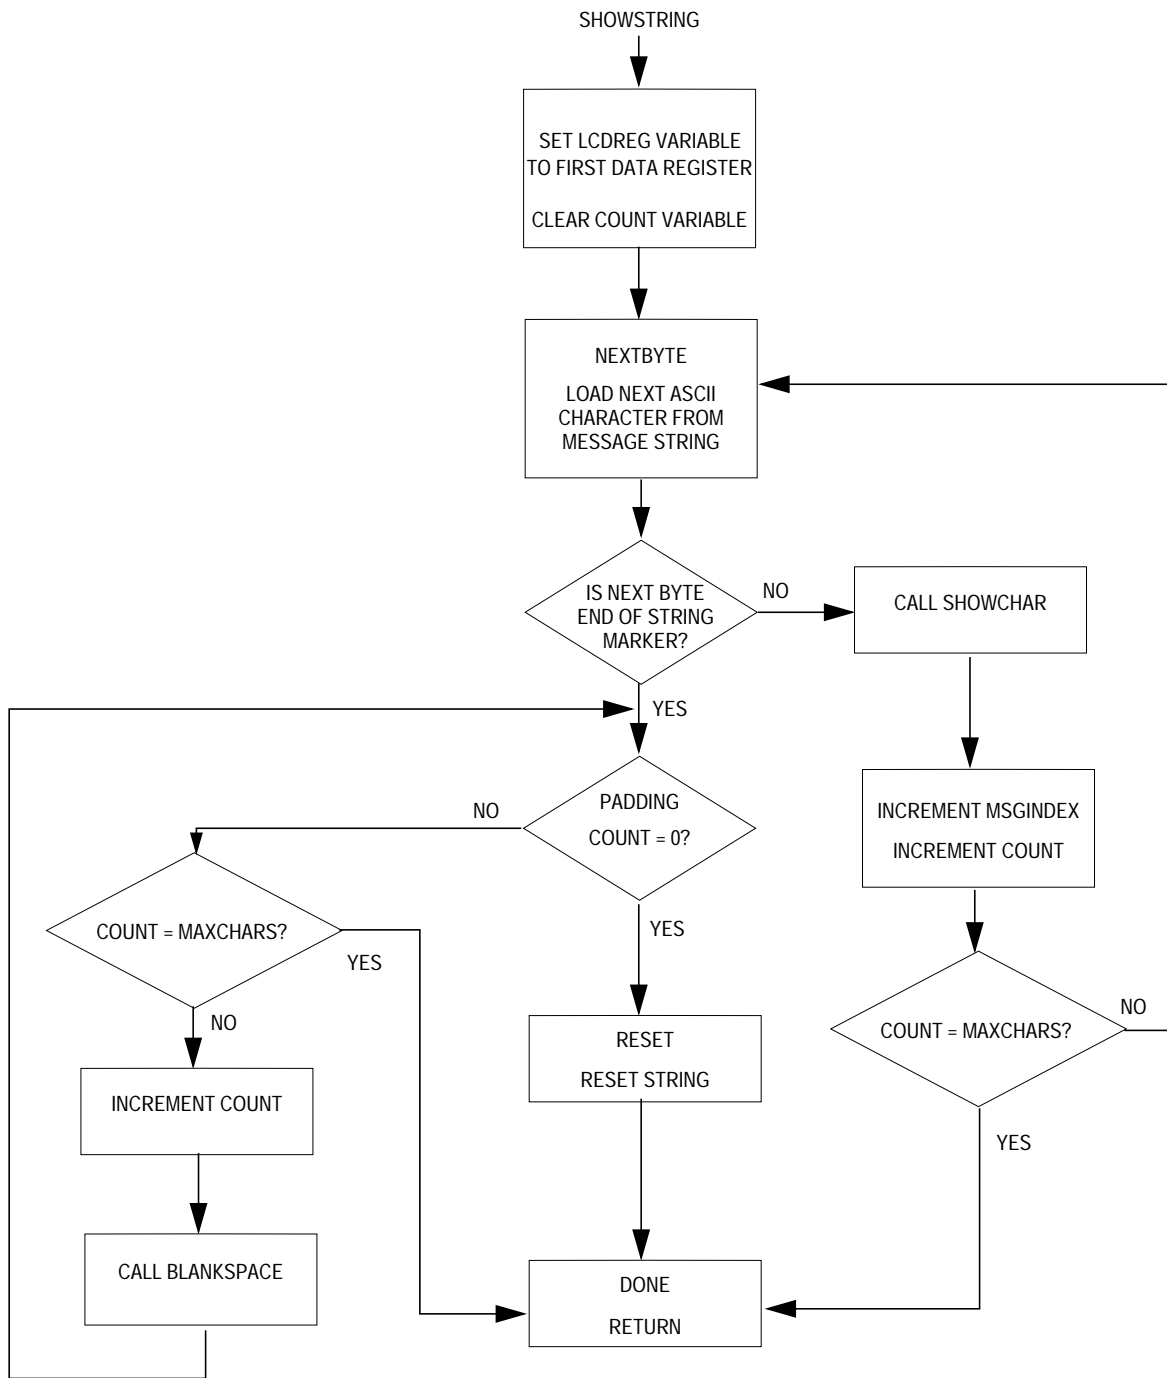 SHOWSTRING
SET LCDREG VARIABLE
TO FIRST DATA REGISTER
CLEAR COUNT VARIABLE
NEXTBYTE
LOAD NEXT ASCII
CHARACTER FROM
MESSAGE STRING
IS NEXT BYTE
END OF STRING
MARKER?
NO
CALL SHOWCHAR
YES
PADDING
COUNT = 0?
NO
INCREMENT MSGINDEX
INCREMENT COUNT
COUNT = MAXCHARS?
YES
YES
NO
RESET
RESET STRING
COUNT = MAXCHARS?
NO
INCREMENT COUNT
YES
CALL BLANKSPACE
DONE
RETURN